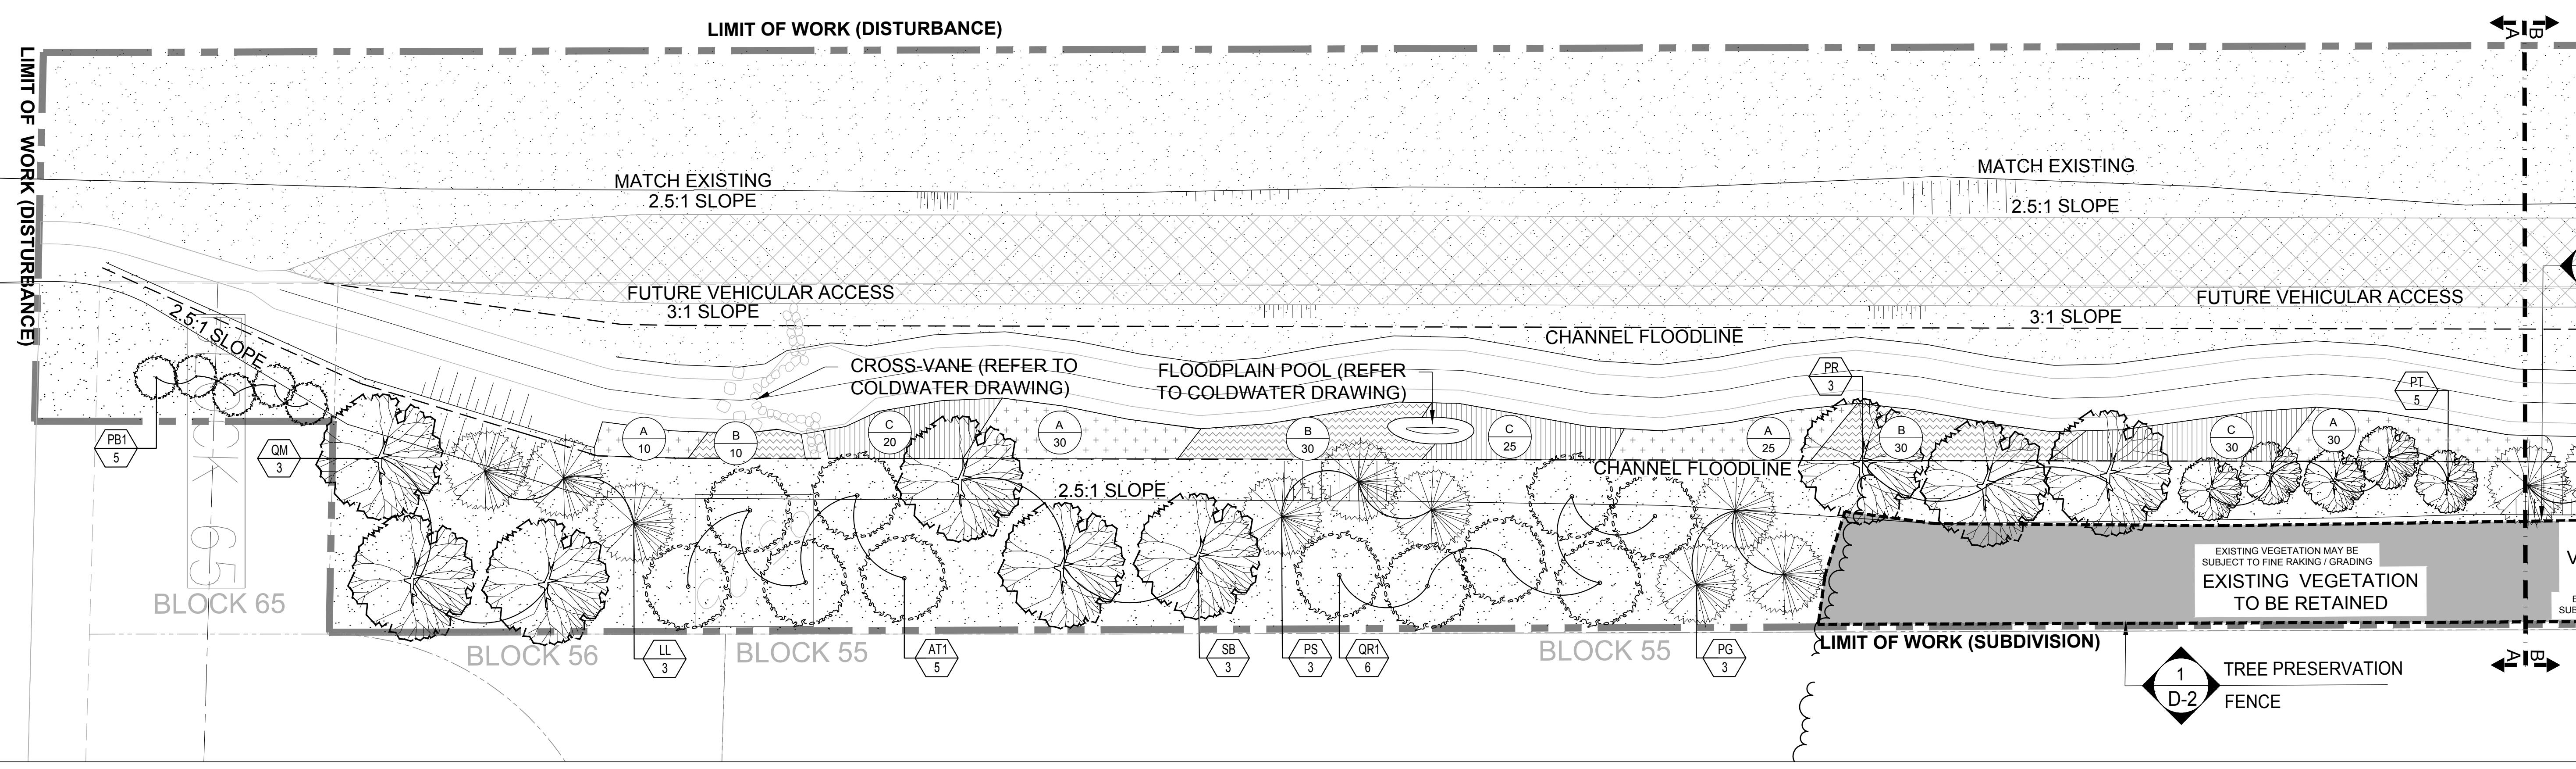 LIMIT OF WORK (DISTURBANCE)
LIMIT OF WORK (DISTURBANCE)
A
B
MATCH EXISTING
2.5:1 SLOPE
MATCH EXISTING
2.5:1 SLOPE
FUTURE VEHICULAR ACCESS
3:1 SLOPE
FUTURE VEHICULAR ACCESS
3:1 SLOPE
CHANNEL FLOODLINE
2.5:1 SLOPE
CROSS-VANE (REFER TO
COLDWATER DRAWING)
FLOODPLAIN POOL (REFER
TO COLDWATER DRAWING)
PR
3
PT
5
PB1
5
QM
3
A
10
B
10
C
20
A
30
B
30
C
25
A
25
B
30
C
30
A
30
CHANNEL FLOODLINE
2.5:1 SLOPE
EXISTING VEGETATION MAY BE
SUBJECT TO FINE RAKING / GRADING
EXISTING VEGETATION
TO BE RETAINED
BLOCK 65
BLOCK 56
BLOCK 55
BLOCK 55
LL
3
AT1
5
SB
3
PS
3
QR1
6
PG
3
LIMIT OF WORK (SUBDIVISION)
A
B
1
D-2
TREE PRESERVATION
FENCE